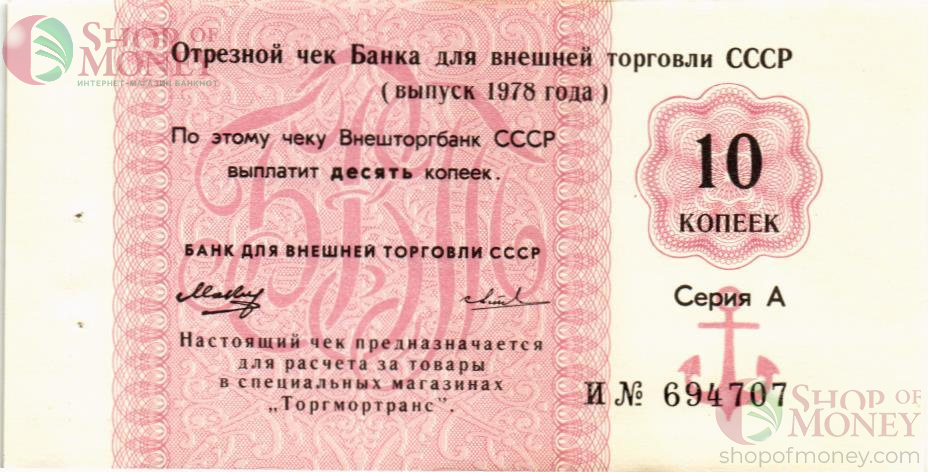 SHOP OF
MONEY
ИНТЕРНЕТ-МАГАЗИН БАНКНОТ
Отрезной чек Банка для внешней торговли СССР
(выпуск 1978 года)
По этому чеку Внешторгбанк СССР
выплатит десять копеек.
10
КОПЕЕК
БАНК ДЛЯ ВНЕШНЕЙ ТОРГОВЛИ СССР
Серия А
Настоящий чек предназначается
для расчета за товары
в специальных магазинах
„Торгмортранс".
И № 694707
SHOP OF
MONEY
shopofmoney.com